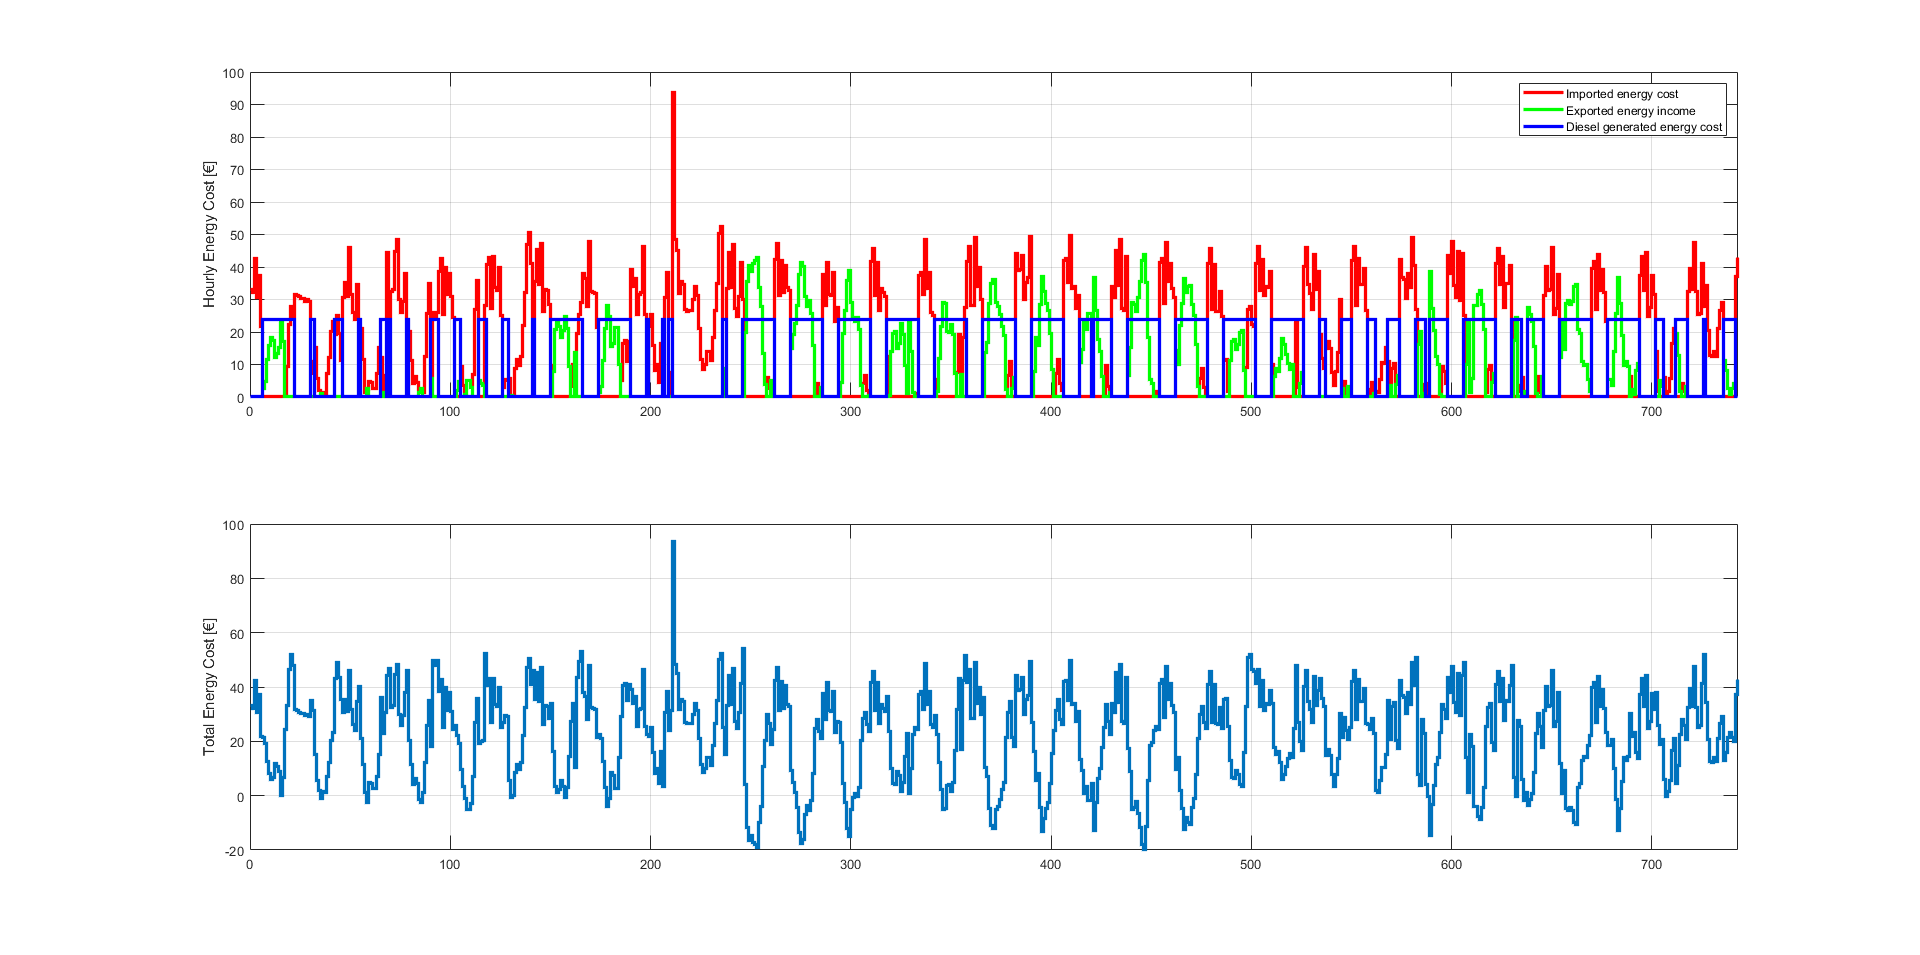 100
90
80
70
60
50
40
30
20
10
0
Hourly Energy Cost [€]
Imported energy cost
Exported energy income
Diesel generated energy cost
0 100 200 300 400 500 600 700
100
80
60
40
20
0
-20
Total Energy Cost [€]
0 100 200 300 400 500 600 700